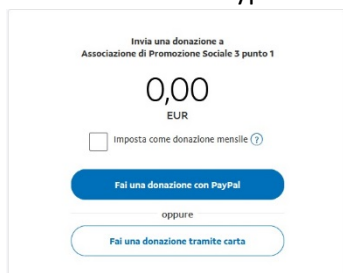 Invia una donazione a
Associazione di Promozione Sociale 3 punto 1
0,00
EUR
Imposta come donazione mensile ?
Fai una donazione con PayPal
oppure
Fai una donazione tramite carta